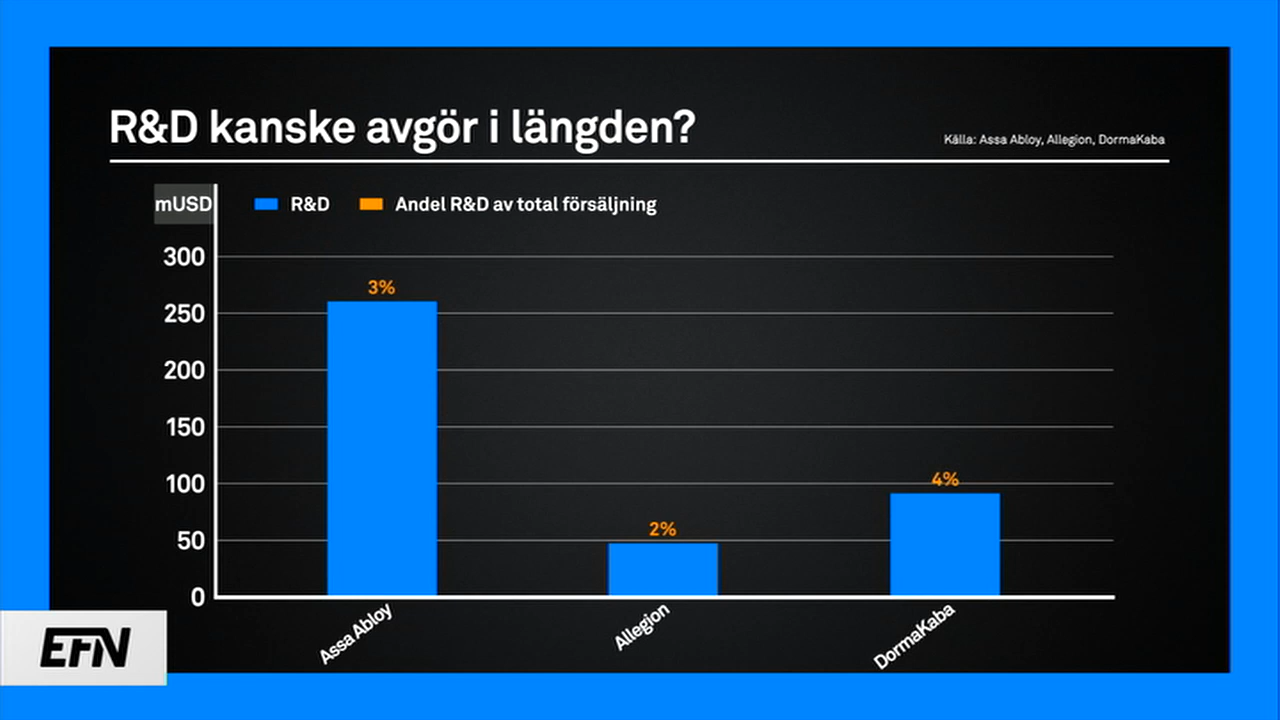 R&D kanske avgör i längden?
Källa: Assa Abloy, Allegion, DormaKaba
mUSD
R&D
Andel R&D av total försäljning
300
250
200
150
100
50
0
3%
2%
4%
Assa Abloy
Allegion
DormaKaba
EFN